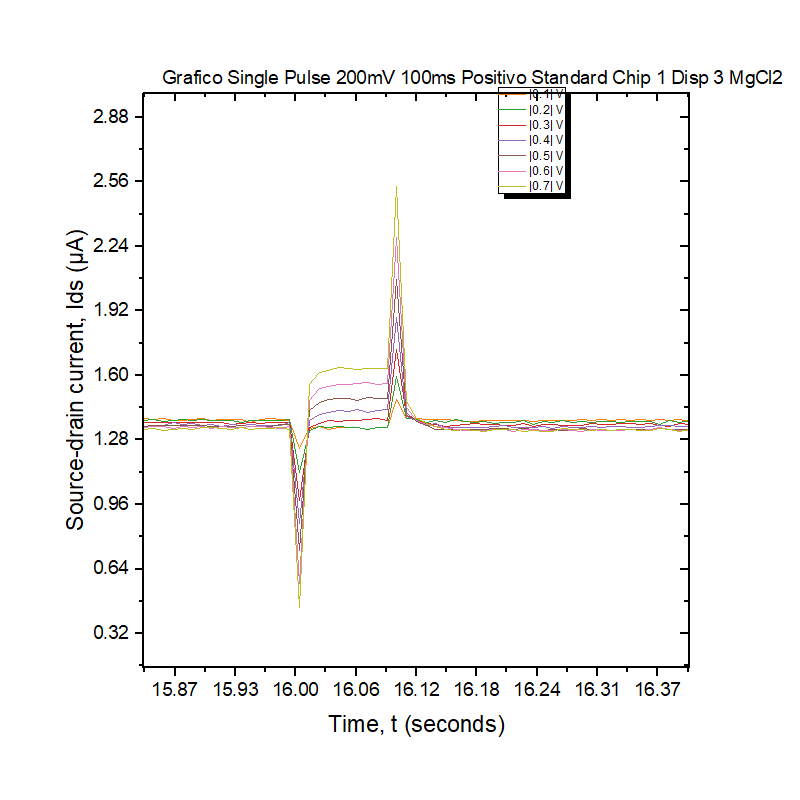 Grafico Single Pulse 200mV 100ms Positivo Standard Chip 1 Disp 3 MgCl2
|0.1| V
|0.2| V
|0.3| V
|0.4| V
|0.5| V
|0.6| V
|0.7| V
2.88
2.56
2.24
1.92
1.60
1.28
0.96
0.64
0.32
Source-drain current, Ids (μA)
15.87 15.93 16.00 16.06 16.12 16.18 16.24 16.31 16.37
Time, t (seconds)